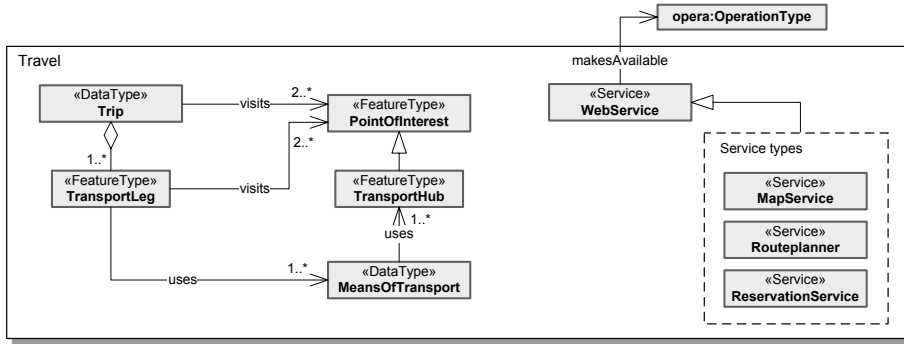 opera:OperationType
Travel
makesAvailable
«DataType»
Trip
visits
2..*
«FeatureType»
PointOfInterest
«Service»
WebService
2..*
1..*
Service types
«FeatureType»
TransportLeg
visits
«FeatureType»
TransportHub
«Service»
MapService
1..*
uses
«Service»
Routeplanner
uses
1..*
«DataType»
MeansOfTransport
«Service»
ReservationService